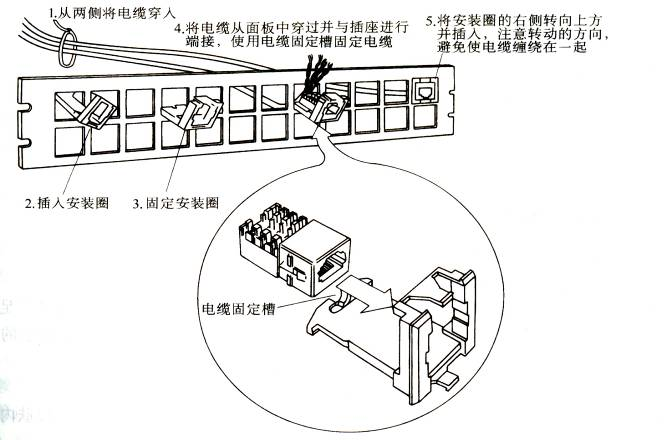 1.从两侧将电缆穿入
4.将电缆从面板中穿过并与插座进行
端接，使用电缆固定槽固定电缆
5.将安装圈的右侧转向上方
并插入，注意转动的方向，
避免使电缆缠绕在一起
2.插入安装圈
3.固定安装圈
电缆固定槽